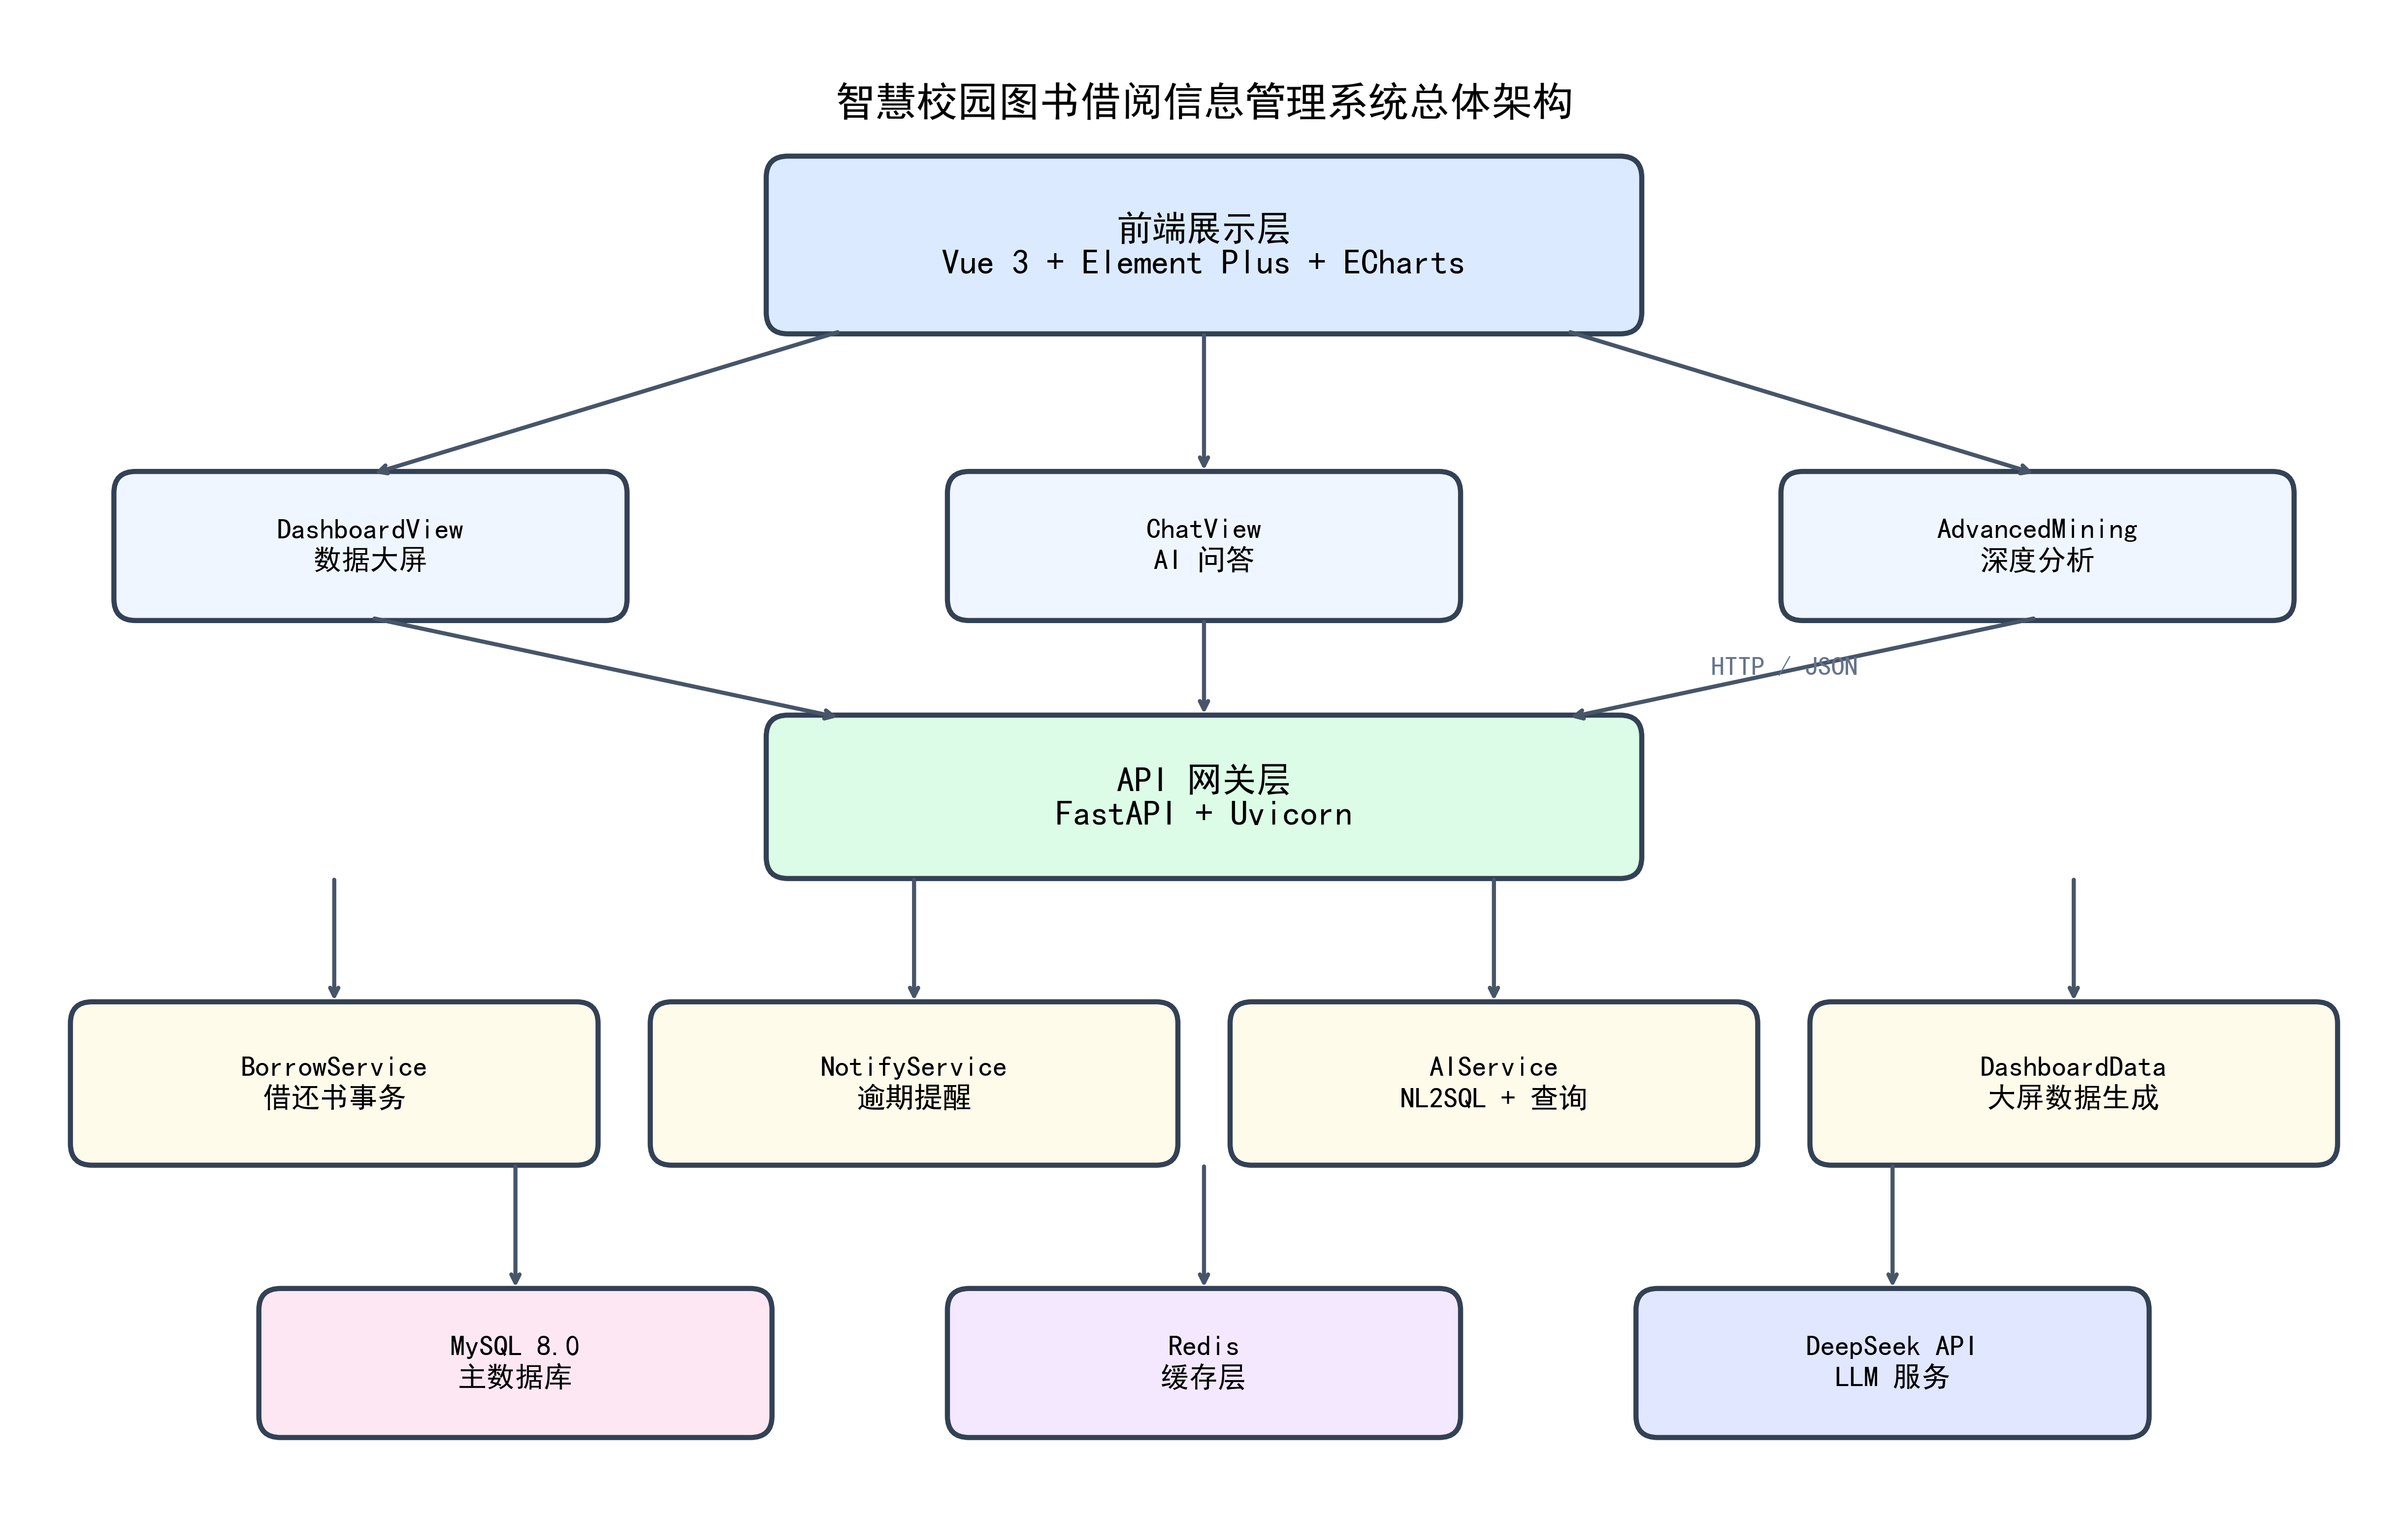 智慧校园图书借阅信息管理系统总体架构
前端展示层
Vue 3 + Element Plus + ECharts
DashboardView
数据大屏
ChatView
AI 问答
AdvancedMining
深度分析
HTTP / JSON
API 网关层
FastAPI + Uvicorn
BorrowService
借还书事务
NotifyService
逾期提醒
AIService
NL2SQL + 查询
DashboardData
大屏数据生成
MySQL 8.0
主数据库
Redis
缓存层
DeepSeek API
LLM 服务